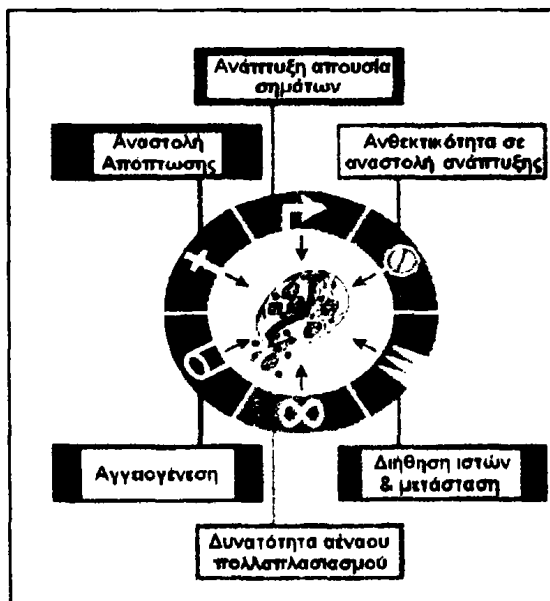 Ανάπτυξη απουσία
σημάτων
Αναστολή
Απόπτωσης
Ανθεκτικότητα σε
αναστολή ανάπτυξης
Αγγειογένεση
Διήθηση ιστών
& μετάσταση
Δυνατότητα αέναου
πολλαπλασιασμού